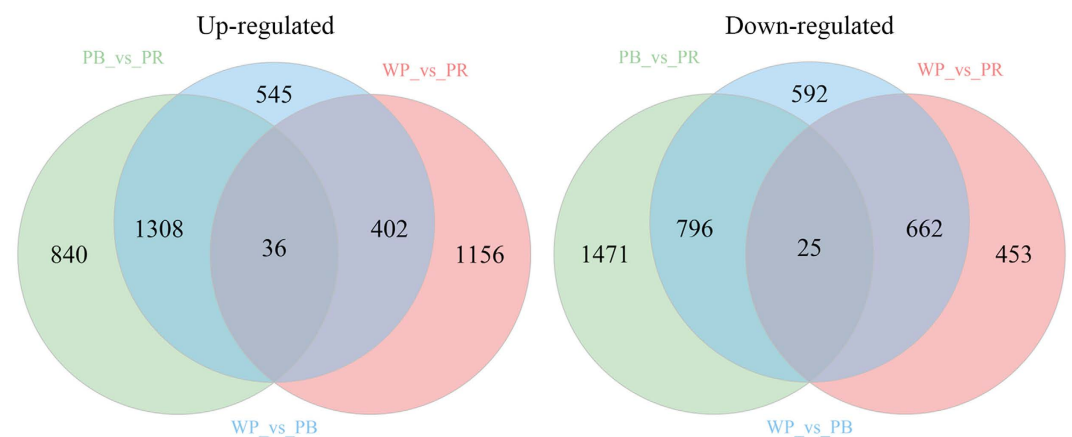 Up-regulated
PB_vs_PR
WP_vs_PR
545
1308
402
840
36
1156
WP_vs_PB
Down-regulated
PB_vs_PR
WP_vs_PR
592
796
662
1471
25
453
WP_vs_PB